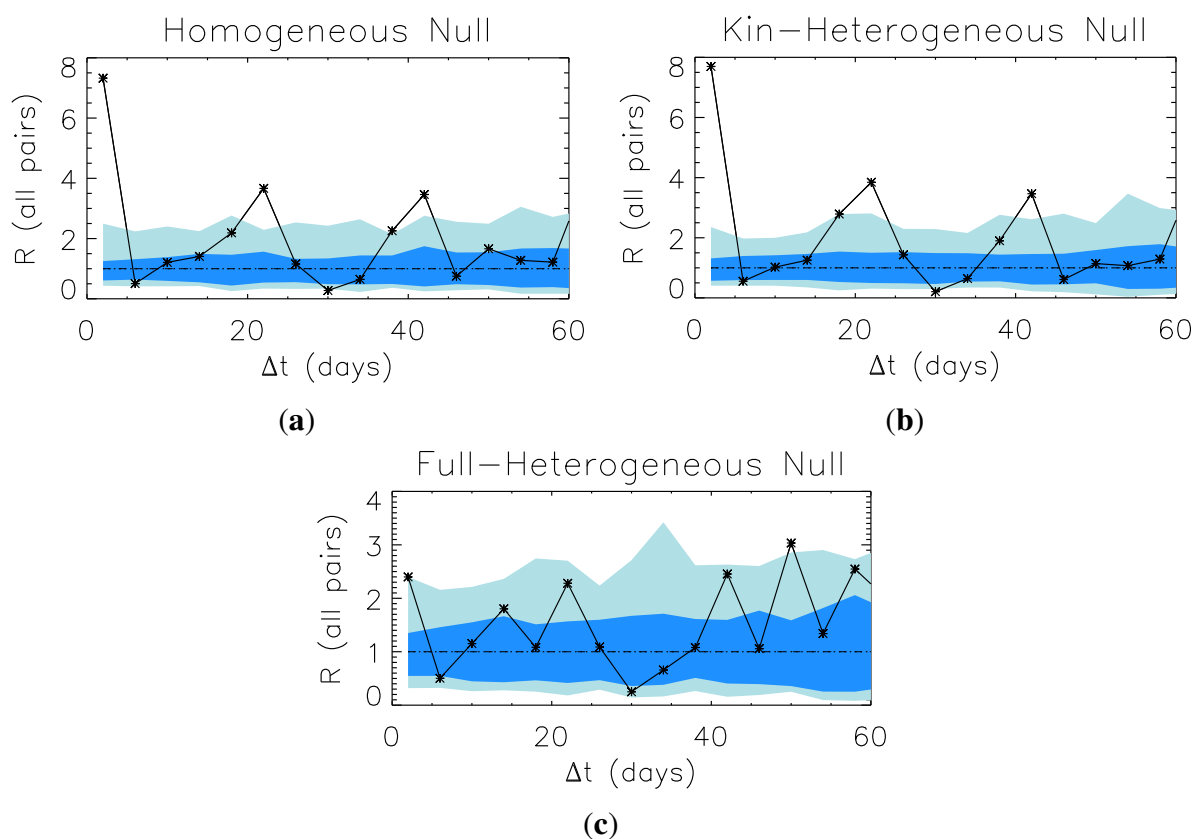 Homogeneous Null
8
6
4
2
0
R (all pairs)
0 20 40 60
Δt (days)
(a)
Kin-Heterogeneous Null
8
6
4
2
0
R (all pairs)
0 20 40 60
Δt (days)
(b)
Full-Heterogeneous Null
4
3
2
1
0
R (all pairs)
0 20 40 60
Δt (days)
(c)